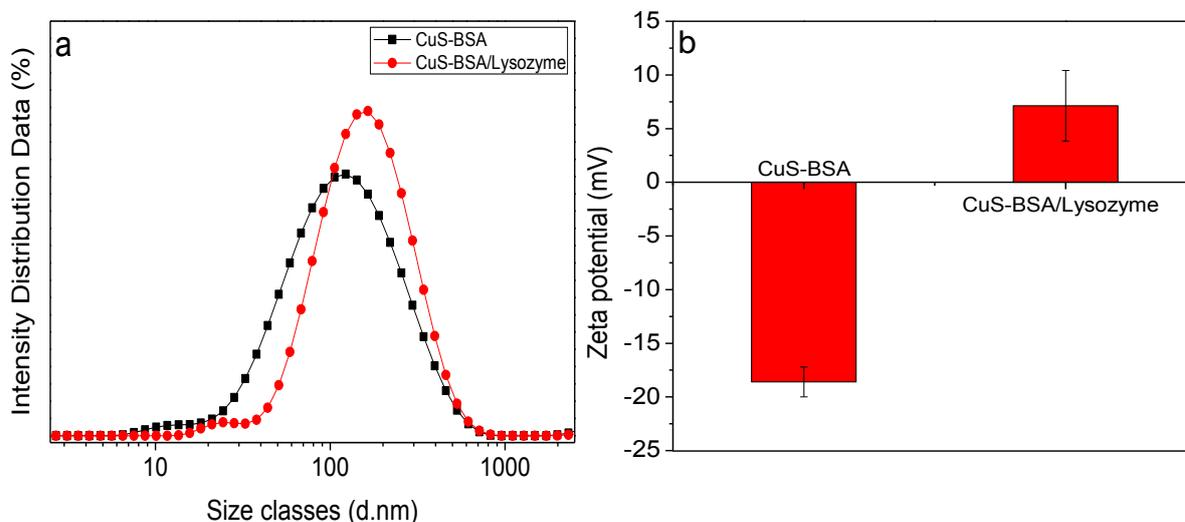 a
CuS-BSA
CuS-BSA/Lysozyme
Intensity Distribution Data (%)
10
100
1000
Size classes (d.nm)
b
Zeta potential (mV)
15
10
5
0
-5
-10
-15
-20
-25
CuS-BSA
CuS-BSA/Lysozyme